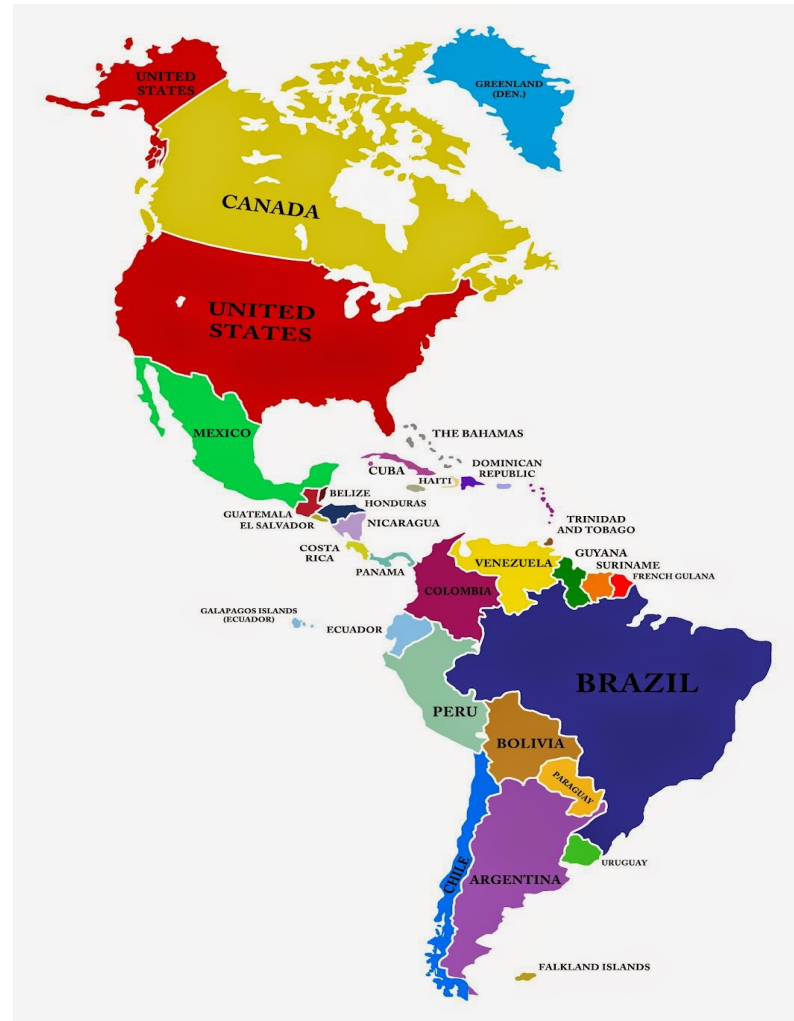 UNITED
STATES
GREENLAND
(DEN.)
CANADA
UNITED
STATES
MEXICO
THE BAHAMAS
CUBA
HAITI
DOMINICAN
REPUBLIC
BELIZE
HONDURAS
GUATEMALA
EL SALVADOR
NICARAGUA
TRINIDAD
AND TOBAGO
COSTA
RICA
PANAMA
VENEZUELA
GUYANA
SURINAME
FRENCH GULANA
COLOMBIA
GALAPAGOS ISLANDS
(ECUADOR)
ECUADOR
BRAZIL
PERU
BOLIVIA
PARAGUAY
URUGUAY
CHILE
ARGENTINA
FALKLAND ISLANDS